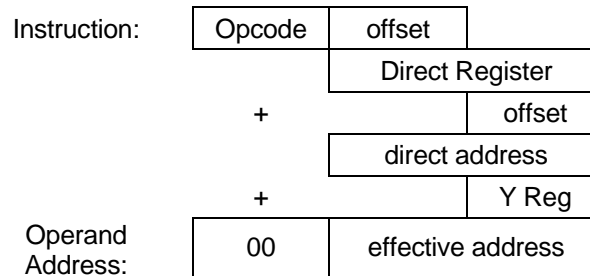 Instruction: Opcode offset
Direct Register
+ offset
direct address
+ Y Reg
Operand
Address: 00 effective address